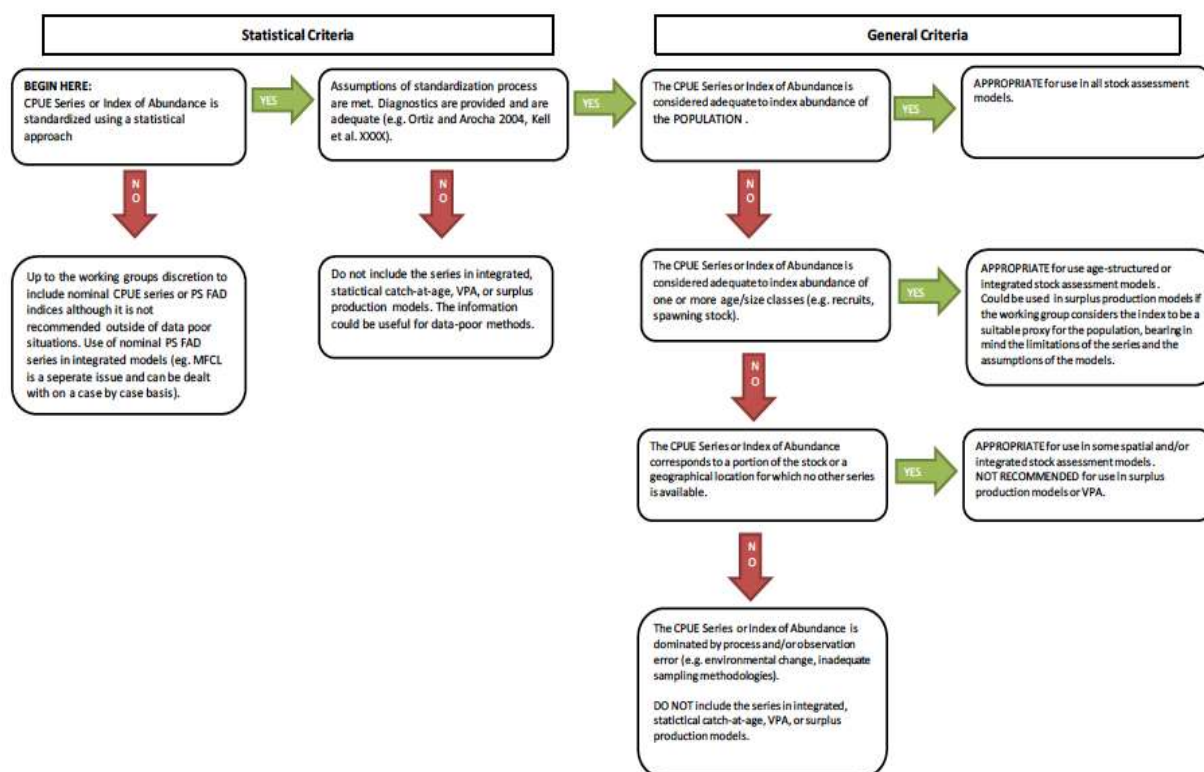 Statistical Criteria
General Criteria
BEGIN HERE:
CPUE Series or Index of Abundance is
standardized using a statistical
approach
YES
Assumptions of standardization process
are met. Diagnostics are provided and are
adequate (e.g. Ortiz and Arocha 2004, Kell
et al. XXXX).
YES
The CPUE Series or Index of Abundance is
considered adequate to index abundance of
the POPULATION .
YES
APPROPRIATE for use in all stock assessment
models.
N
O
N
O
N
O
Up to the working groups discretion to
include nominal CPUE series or PS FAD
indices although it is not
recommended outside of data poor
situations. Use of nominal PS FAD
series in integrated models (eg. MFCL
is a seperate issue and can be dealt
with on a case by case basis).
Do not include the series in integrated,
statictical catch-at-age, VPA, or surplus
production models. The information
could be useful for data-poor methods.
The CPUE Series or Index of Abundance is
considered adequate to index abundance of
one or more age/size classes (e.g. recruits,
spawning stock).
YES
APPROPRIATE for use age-structured or
integrated stock assessment models .
Could be used in surplus production models if
the working group considers the index to be a
suitable proxy for the population, bearing in
mind the limitations of the series and the
assumptions of the models.
N
O
The CPUE Series or Index of Abundance
corresponds to a portion of the stock or a
geographical location for which no other series
is available.
YES
APPROPRIATE for use in some spatial and/or
integrated stock assessment models .
NOT RECOMMENDED for use in surplus
production models or VPA.
N
O
The CPUE Series or Index of Abundance is
dominated by process and/or observation
error (e.g. environmental change, inadequate
sampling methodologies).
DO NOT include the series in integrated,
statictical catch-at-age, VPA, or surplus
production models.